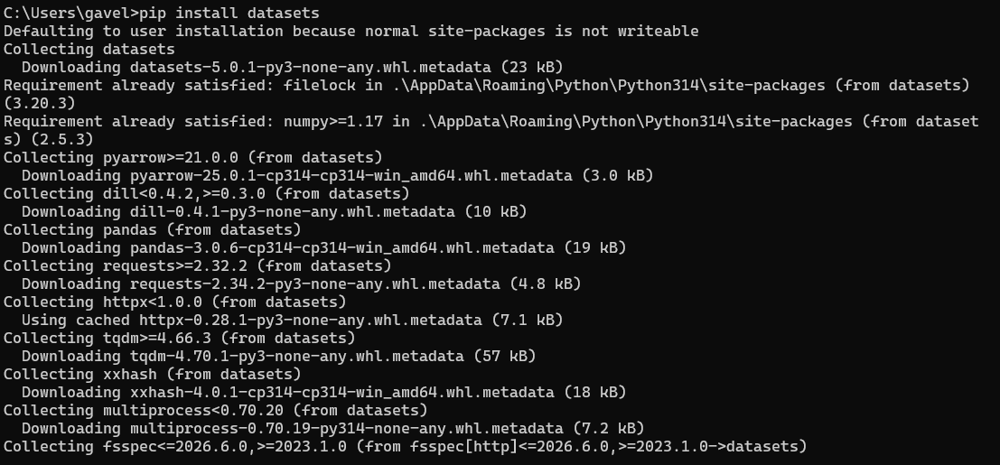 C:\Users\gavel>pip install datasets
Defaulting to user installation because normal site-packages is not writeable
Collecting datasets
  Downloading datasets-5.0.1-py3-none-any.whl.metadata (23 kB)
Requirement already satisfied: filelock in .\AppData\Roaming\Python\Python314\site-packages (from datasets)
(3.20.3)
Requirement already satisfied: numpy>=1.17 in .\AppData\Roaming\Python\Python314\site-packages (from dataset
s) (2.5.3)
Collecting pyarrow>=21.0.0 (from datasets)
  Downloading pyarrow-25.0.1-cp314-cp314-win_amd64.whl.metadata (3.0 kB)
Collecting dill<0.4.2,>=0.3.0 (from datasets)
  Downloading dill-0.4.1-py3-none-any.whl.metadata (10 kB)
Collecting pandas (from datasets)
  Downloading pandas-3.0.6-cp314-cp314-win_amd64.whl.metadata (19 kB)
Collecting requests>=2.32.2 (from datasets)
  Downloading requests-2.34.2-py3-none-any.whl.metadata (4.8 kB)
Collecting httpx<1.0.0 (from datasets)
  Using cached httpx-0.28.1-py3-none-any.whl.metadata (7.1 kB)
Collecting tqdm>=4.66.3 (from datasets)
  Downloading tqdm-4.70.1-py3-none-any.whl.metadata (57 kB)
Collecting xxhash (from datasets)
  Downloading xxhash-4.0.1-cp314-cp314-win_amd64.whl.metadata (18 kB)
Collecting multiprocess<0.70.20 (from datasets)
  Downloading multiprocess-0.70.19-py314-none-any.whl.metadata (7.2 kB)
Collecting fsspec<=2026.6.0,>=2023.1.0 (from fsspec[http]<=2026.6.0,>=2023.1.0->datasets)